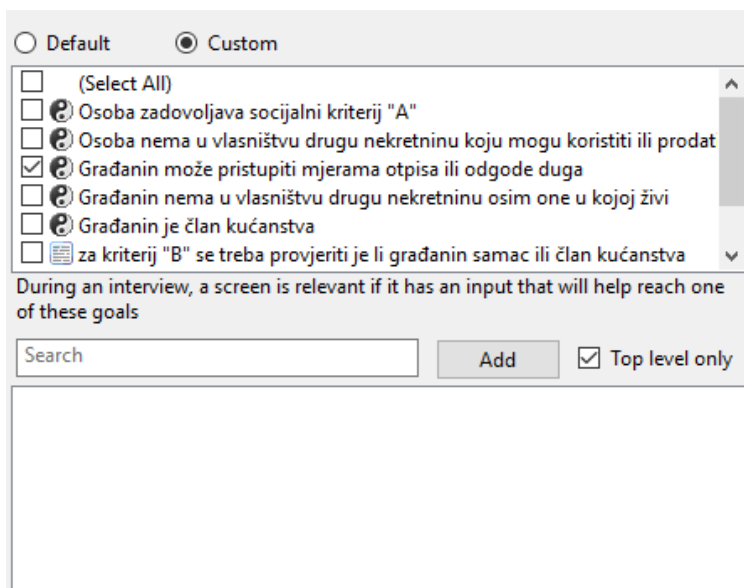 Default Custom
(Select All)
Osoba zadovoljava socijalni kriterij "A"
Osoba nema u vlasništvu drugu nekretninu koju mogu koristiti ili prodat
Građanin može pristupiti mjerama otpisa ili odgode duga
Građanin nema u vlasništvu drugu nekretninu osim one u kojoj živi
Građanin je član kućanstva
za kriterij "B" se treba provjeriti je li građanin samac ili član kućanstva
During an interview, a screen is relevant if it has an input that will help reach one
of these goals
Search Add Top level only